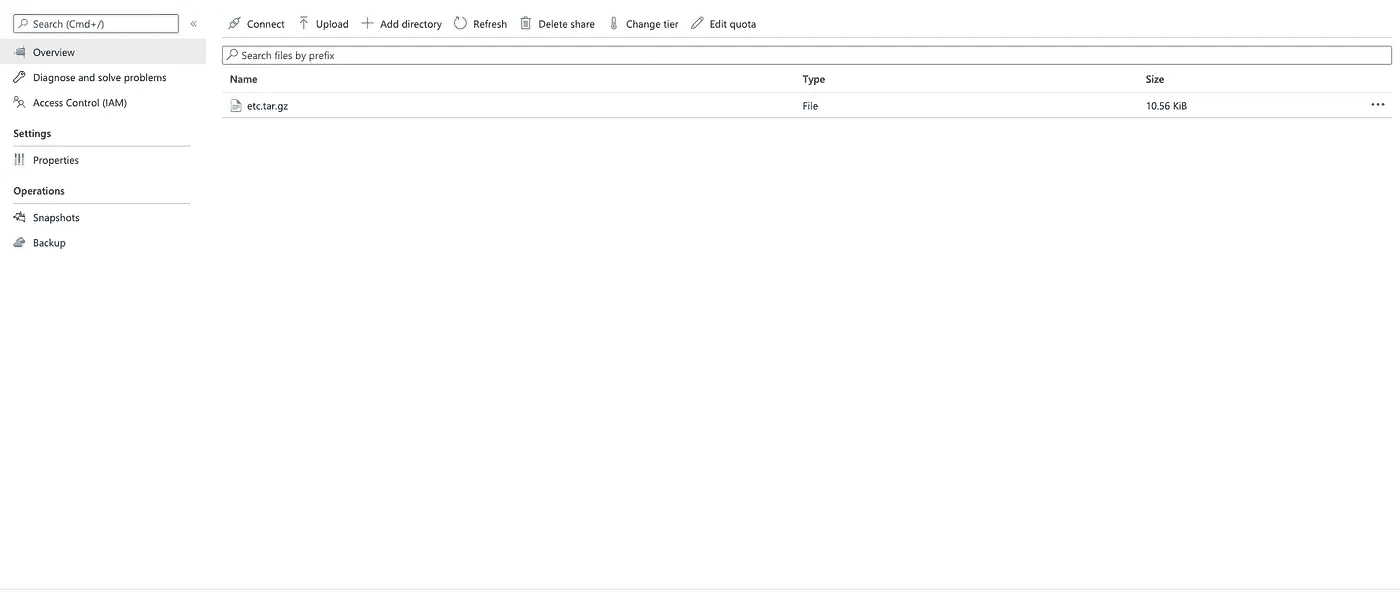 Search (Cmd+/) «
Connect Upload Add directory Refresh Delete share Change tier Edit quota
Overview
Diagnose and solve problems
Access Control (IAM)
Settings
Properties
Operations
Snapshots
Backup
Search files by prefix
Name Type Size
etc.tar.gz File 10.56 KiB ...